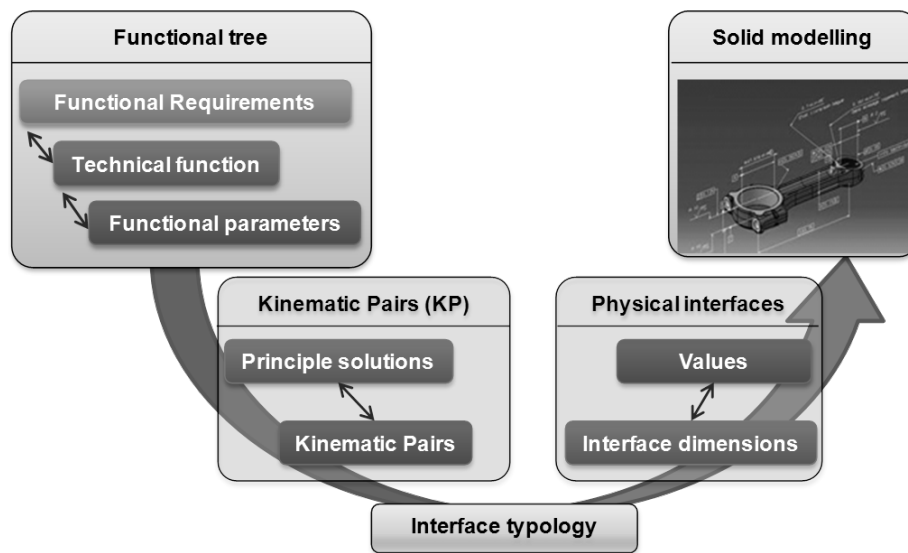 Functional tree
Functional Requirements
Technical function
Functional parameters
Kinematic Pairs (KP)
Principle solutions
Kinematic Pairs
Interface typology
Physical interfaces
Values
Interface dimensions
Solid modelling